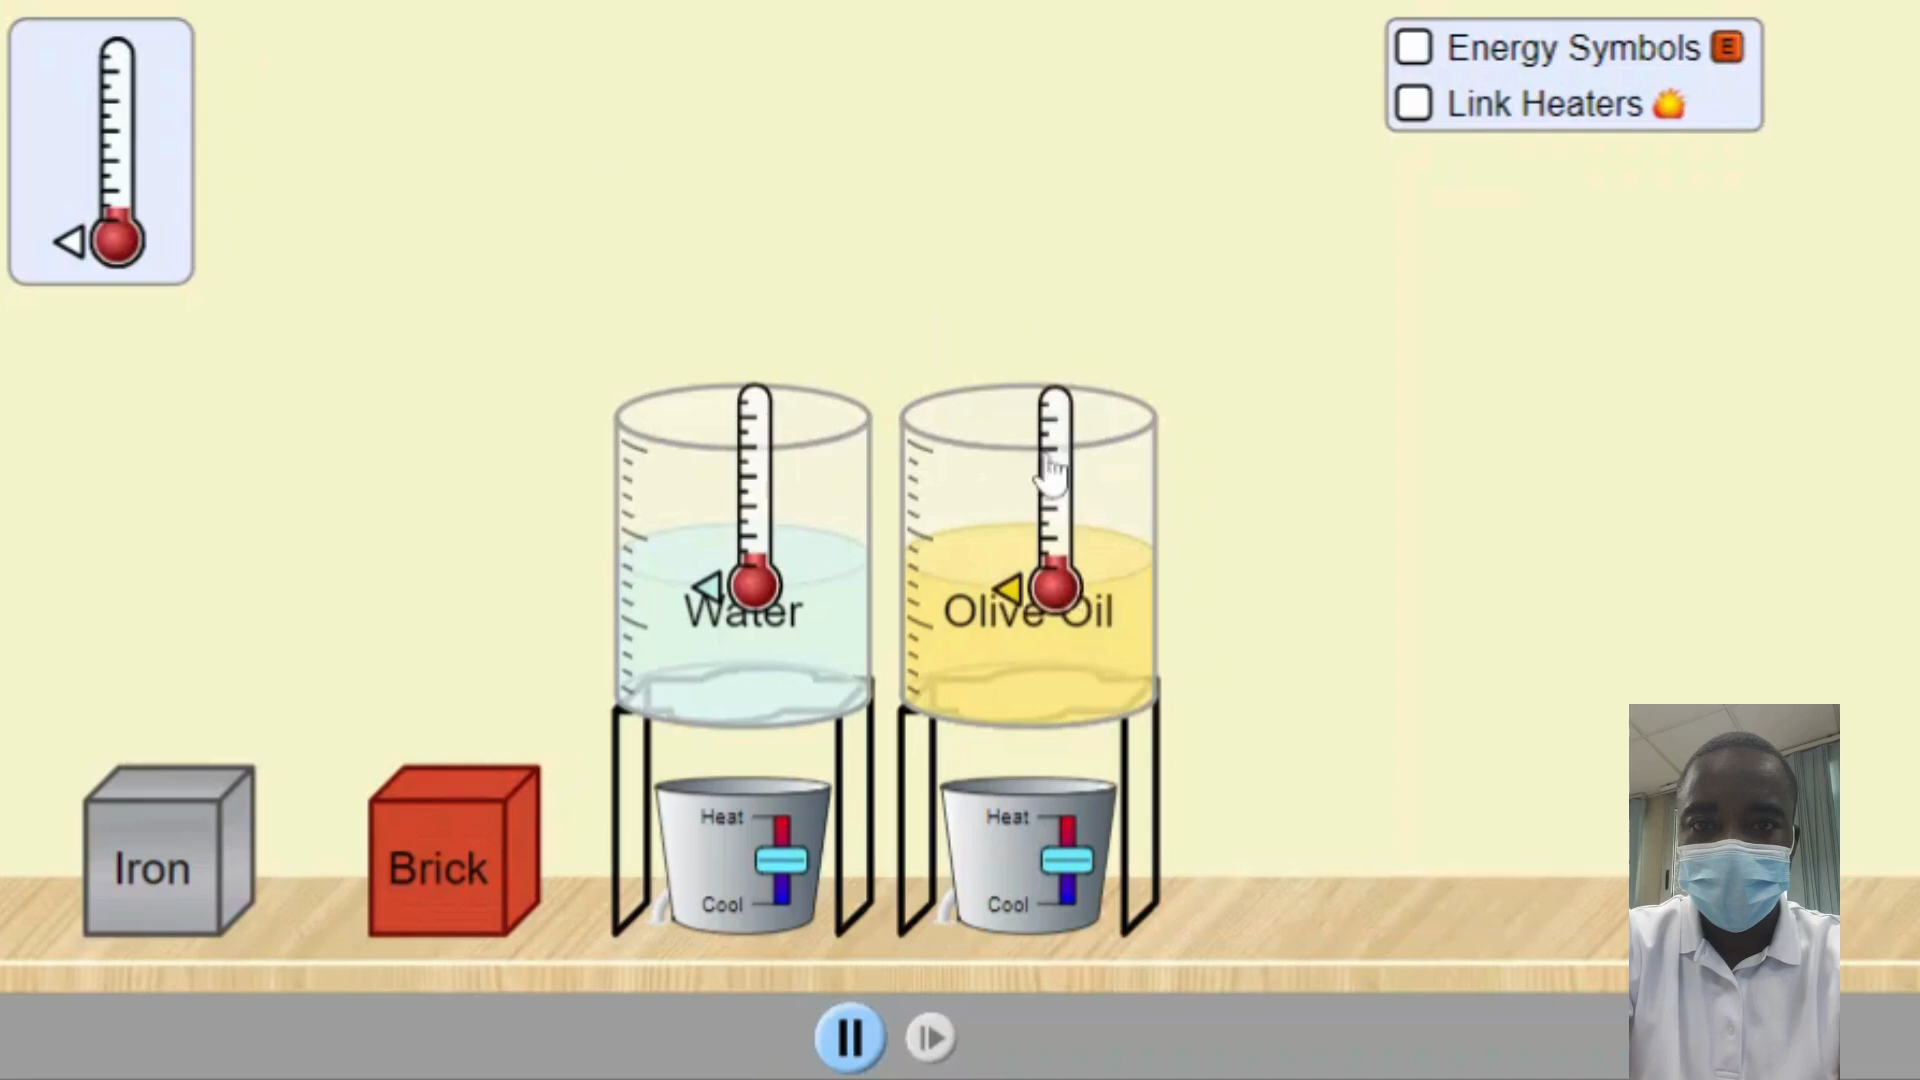 Energy Symbols E
Link Heaters
Water
Olive Oil
Iron
Brick
Heat
Cool
Heat
Cool